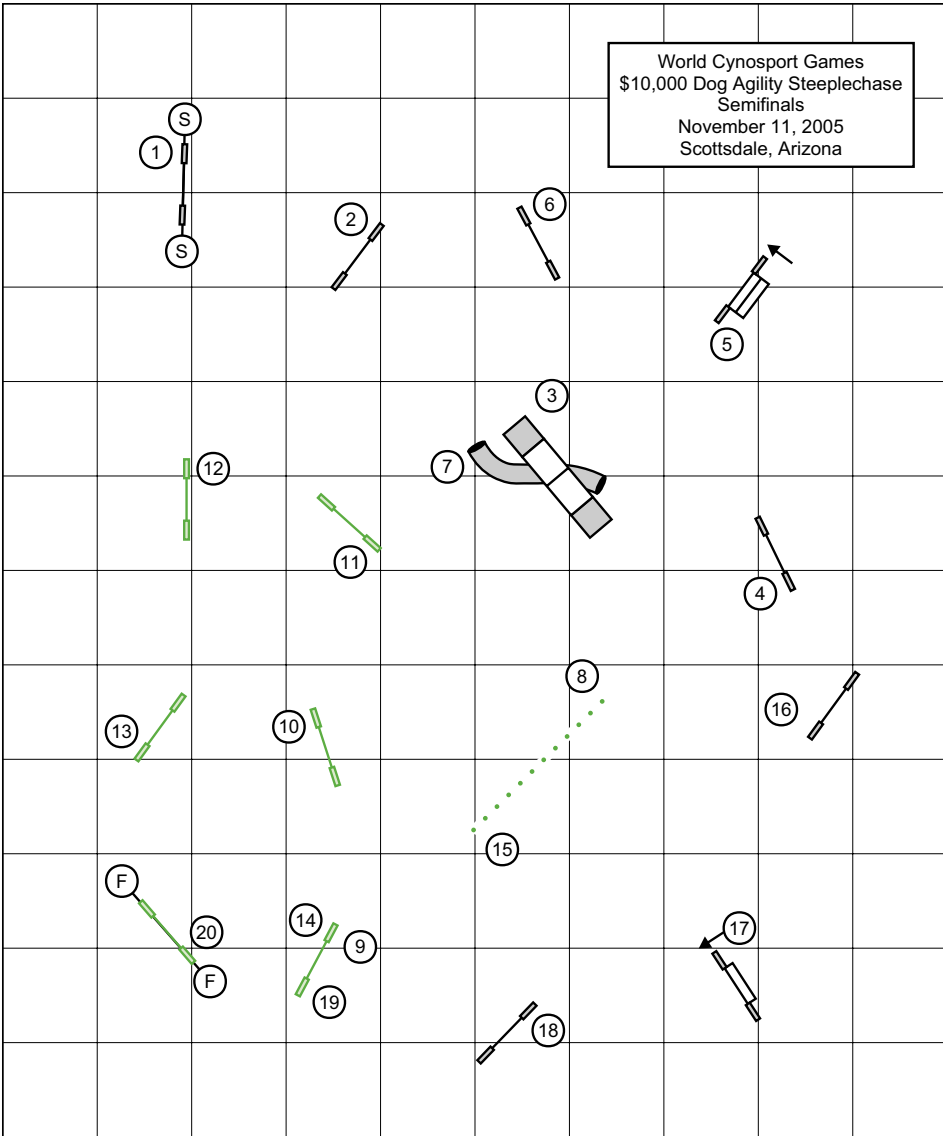 World Cynosport Games
$10,000 Dog Agility Steeplechase
Semifinals
November 11, 2005
Scottsdale, Arizona
S
1
S
2
6
5
3
7
12
11
4
8
16
13
10
15
F
20
F
14
9
19
17
18